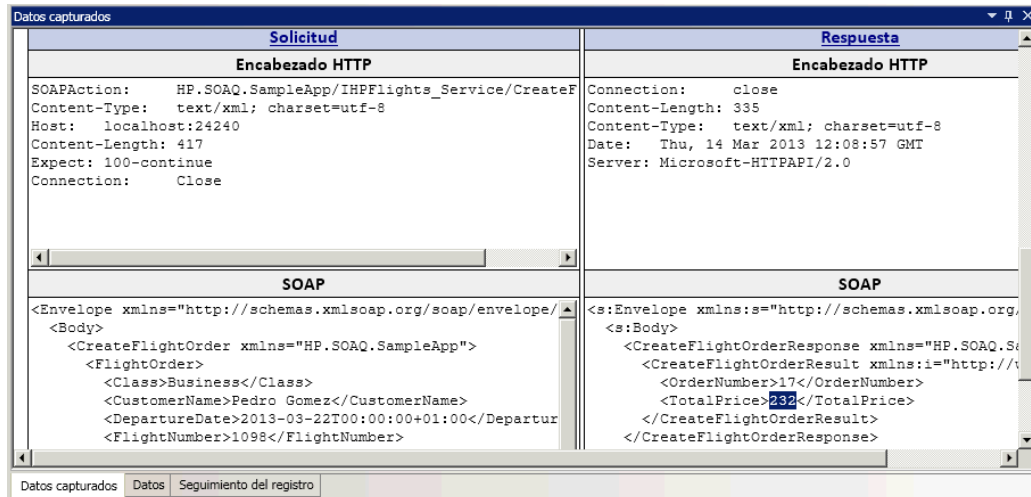 Datos capturados
Solicitud
Encabezado HTTP
SOAPAction: HP.SOAQ.SampleApp/IHPFlights_Service/CreateF
Content-Type: text/xml; charset=utf-8
Host: localhost:24240
Content-Length: 417
Expect: 100-continue
Connection: Close
SOAP
<Envelope xmlns="http://schemas.xmlsoap.org/soap/envelope/
<Body>
<CreateFlightOrder xmlns="HP.SOAQ.SampleApp">
<FlightOrder>
<Class>Business</Class>
<CustomerName>Pedro Gomez</CustomerName>
<DepartureDate>2013-03-22T00:00:00+01:00</Departur
<FlightNumber>1098</FlightNumber>
Respuesta
Encabezado HTTP
Connection: close
Content-Length: 335
Content-Type: text/xml; charset=utf-8
Date: Thu, 14 Mar 2013 12:08:57 GMT
Server: Microsoft-HTTPAPI/2.0
SOAP
<s:Envelope xmlns:s="http://schemas.xmlsoap.org/
<s:Body>
<CreateFlightOrderResponse xmlns="HP.SOAQ.Sa
<CreateFlightOrderResult xmlns:i="http://w
<OrderNumber>17</OrderNumber>
<TotalPrice>232</TotalPrice>
</CreateFlightOrderResult>
</CreateFlightOrderResponse>
Datos capturados Datos Seguimiento del registro